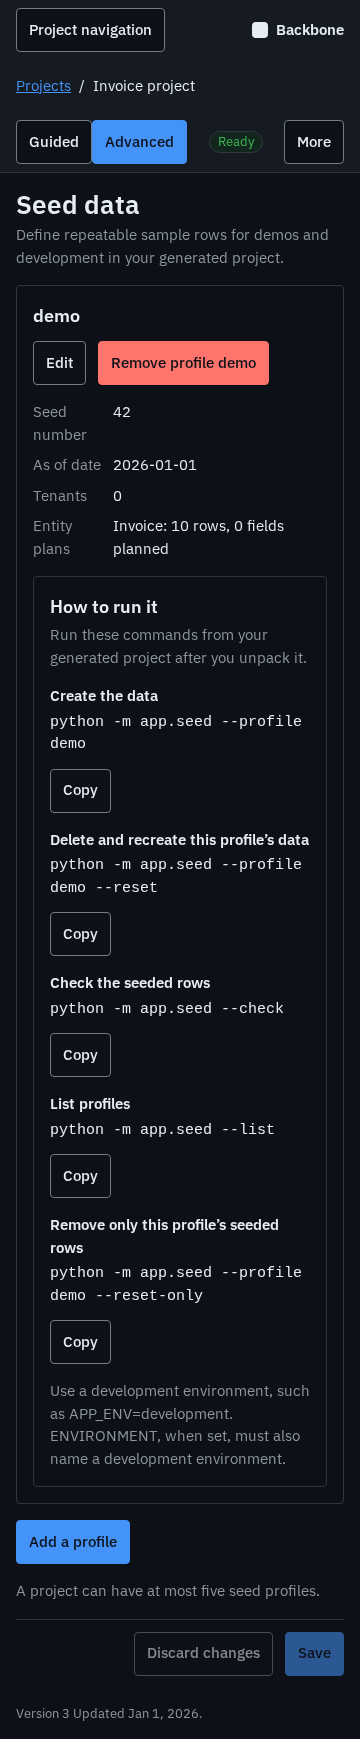 Project navigation
Backbone
Projects / Invoice project
Guided
Advanced
Ready
More
Seed data
Define repeatable sample rows for demos and
development in your generated project.
demo
Edit
Remove profile demo
Seed number
42
As of date
2026-01-01
Tenants
0
Entity plans
Invoice: 10 rows, 0 fields
planned
How to run it
Run these commands from your
generated project after you unpack it.
Create the data
python -m app.seed --profile
demo
Copy
Delete and recreate this profile’s data
python -m app.seed --profile
demo --reset
Copy
Check the seeded rows
python -m app.seed --check
Copy
List profiles
python -m app.seed --list
Copy
Remove only this profile’s seeded
rows
python -m app.seed --profile
demo --reset-only
Copy
Use a development environment, such
as APP_ENV=development.
ENVIRONMENT, when set, must also
name a development environment.
Add a profile
A project can have at most five seed profiles.
Discard changes
Save
Version 3 Updated Jan 1, 2026.